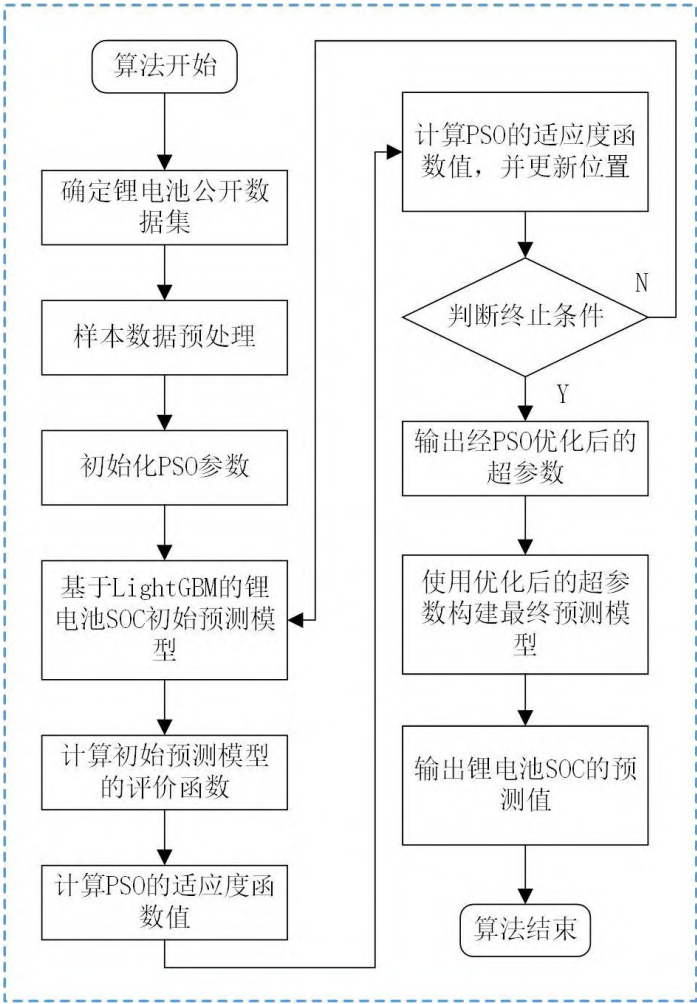 算法开始
确定锂电池公开数
据集
样本数据预处理
初始化PSO参数
基于LightGBM的锂
电池SOC初始预测模
型
计算初始预测模型
的评价函数
计算PSO的适应度函
数值
计算PSO的适应度函
数值，并更新位置
判断终止条件
N
Y
输出经PSO优化后的
超参数
使用优化后的超参
数构建最终预测模
型
输出锂电池SOC的预
测值
算法结束